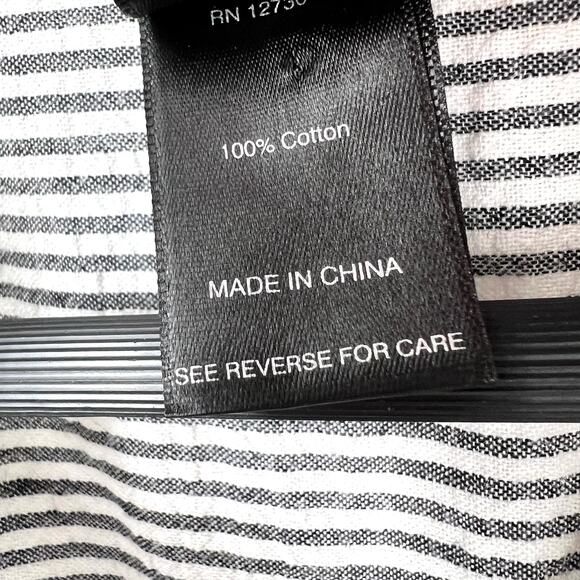 RN 12730
100% Cotton
MADE IN CHINA
SEE REVERSE FOR CARE